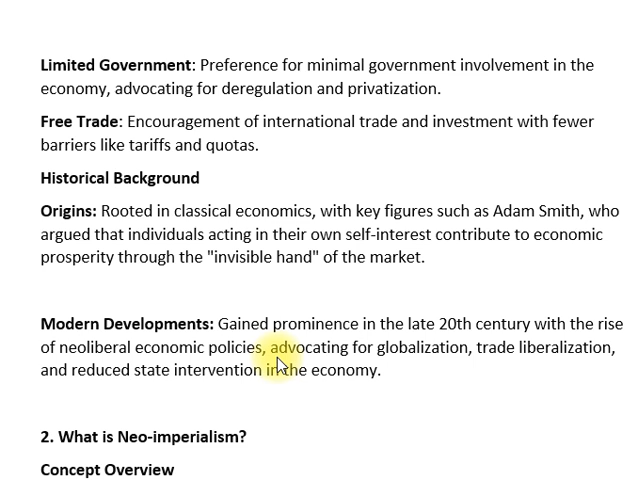 Limited Government: Preference for minimal government involvement in the
economy, advocating for deregulation and privatization.
Free Trade: Encouragement of international trade and investment with fewer
barriers like tariffs and quotas.
Historical Background
Origins: Rooted in classical economics, with key figures such as Adam Smith, who
argued that individuals acting in their own self-interest contribute to economic
prosperity through the "invisible hand" of the market.
Modern Developments: Gained prominence in the late 20th century with the rise
of neoliberal economic policies, advocating for globalization, trade liberalization,
and reduced state intervention in the economy.
2. What is Neo-imperialism?
Concept Overview